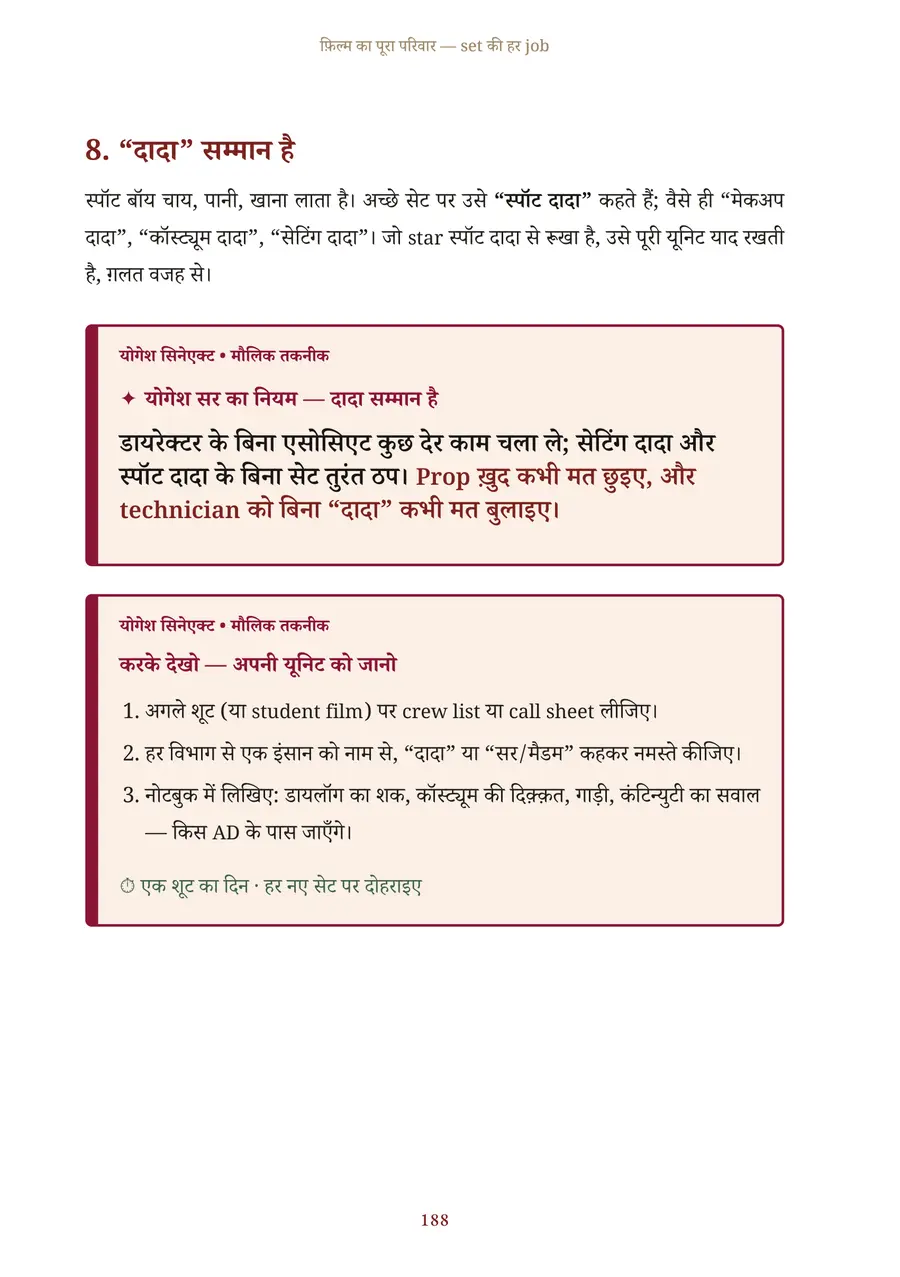 फ़िल्म का पूरा परिवार — set की हर job
8. “दादा” सम्मान है
स्पॉट बॉय चाय, पानी, खाना लाता है। अच्छे सेट पर उसे “स्पॉट दादा” कहते हैं; वैसे ही “मेकअप
दादा”, “कॉस्ट्यूम दादा”, “सेटिंग दादा”। जो star स्पॉट दादा से रूखा है, उसे पूरी यूनिट याद रखती
है, ग़लत वजह से।
योगेश सिनेएक्ट • मौलिक तकनीक
✦ योगेश सर का नियम — दादा सम्मान है
डायरेक्टर के बिना एसोसिएट कुछ देर काम चला ले; सेटिंग दादा और
स्पॉट दादा के बिना सेट तुरंत ठप। Prop ख़ुद कभी मत छुइए, और
technician को बिना “दादा” कभी मत बुलाइए।
योगेश सिनेएक्ट • मौलिक तकनीक
करके देखो — अपनी यूनिट को जानो
1. अगले शूट (या student film) पर crew list या call sheet लीजिए।
2. हर विभाग से एक इंसान को नाम से, “दादा” या “सर/मैडम” कहकर नमस्ते कीजिए।
3. नोटबुक में लिखिए: डायलॉग का शक, कॉस्ट्यूम की दिक़्क़त, गाड़ी, कंटिन्युटी का सवाल
— किस AD के पास जाएँगे।
⏱ एक शूट का दिन · हर नए सेट पर दोहराइए
188